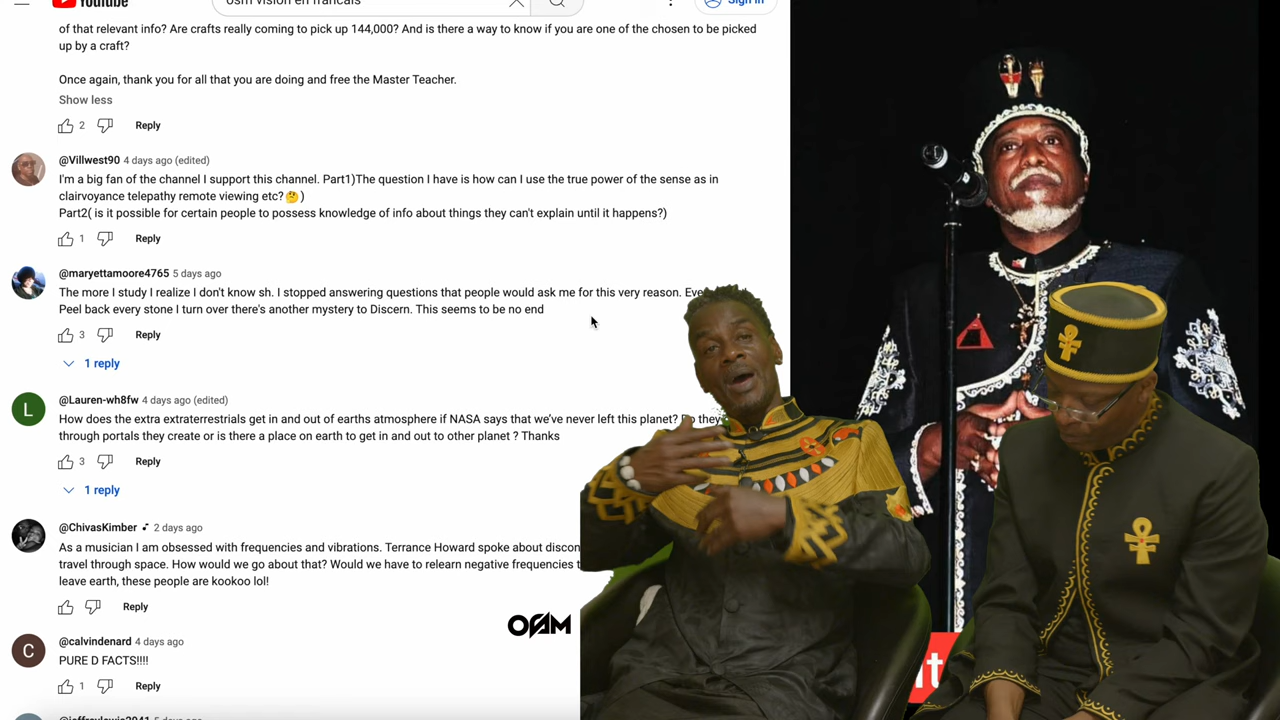 YouTube
osm vision en francais
Sign in
of that relevant info? Are crafts really coming to pick up 144,000? And is there a way to know if you are one of the chosen to be picked
up by a craft?
Once again, thank you for all that you are doing and free the Master Teacher.
Show less
2 Reply
@Villwest90 4 days ago (edited)
I'm a big fan of the channel I support this channel. Part1)The question I have is how can I use the true power of the sense as in
clairvoyance telepathy remote viewing etc?🤔)
Part2( is it possible for certain people to possess knowledge of info about things they can't explain until it happens?)
1 Reply
@maryettamoore4765 5 days ago
The more I study I realize I don't know sh. I stopped answering questions that people would ask me for this very reason.
Peel back every stone I turn over there's another mystery to Discern. This seems to be no end
3 Reply
1 reply
@Lauren-wh8fw 4 days ago (edited)
How does the extra extraterrestrials get in and out of earths atmosphere if NASA says that we've never left this planet? Do they
through portals they create or is there a place on earth to get in and out to other planet ? Thanks
3 Reply
1 reply
@ChivasKimber 2 days ago
As a musician I am obsessed with frequencies and vibrations. Terrance Howard spoke about
travel through space. How would we go about that? Would we have to relearn negative frequencies
leave earth, these people are kookoo lol!
Reply
OSM
L
C
@calvindenard 4 days ago
PURE D FACTS!!!!
1 Reply
it